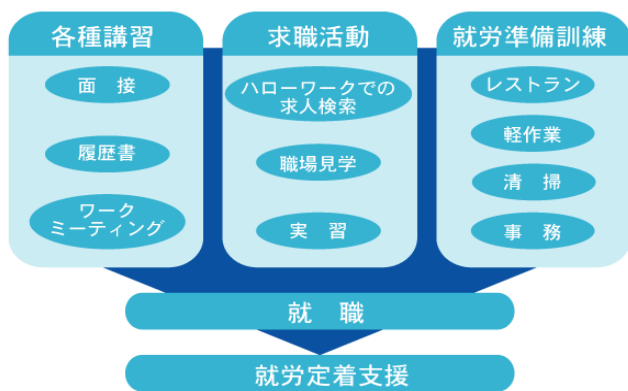 各種講習
面　接
履歴書
ワーク
ミーティング
求職活動
ハローワークでの
求人検索
職場見学
実　習
就労準備訓練
レストラン
軽作業
清　掃
事　務
就　職
就労定着支援